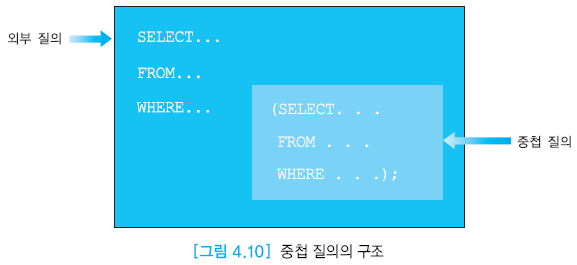 외부 질의
SELECT...
FROM...
WHERE...
(SELECT. . .
FROM . . .
WHERE . . .);
중첩 질의
[그림 4.10] 중첩 질의의 구조